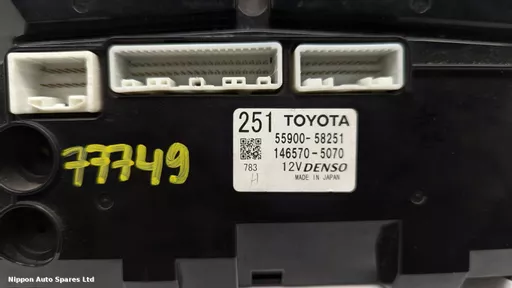 251 TOYOTA
55900-58251
146570-5070
783 12V DENSO
H MADE IN JAPAN
77749
Nippon Auto Spares Ltd